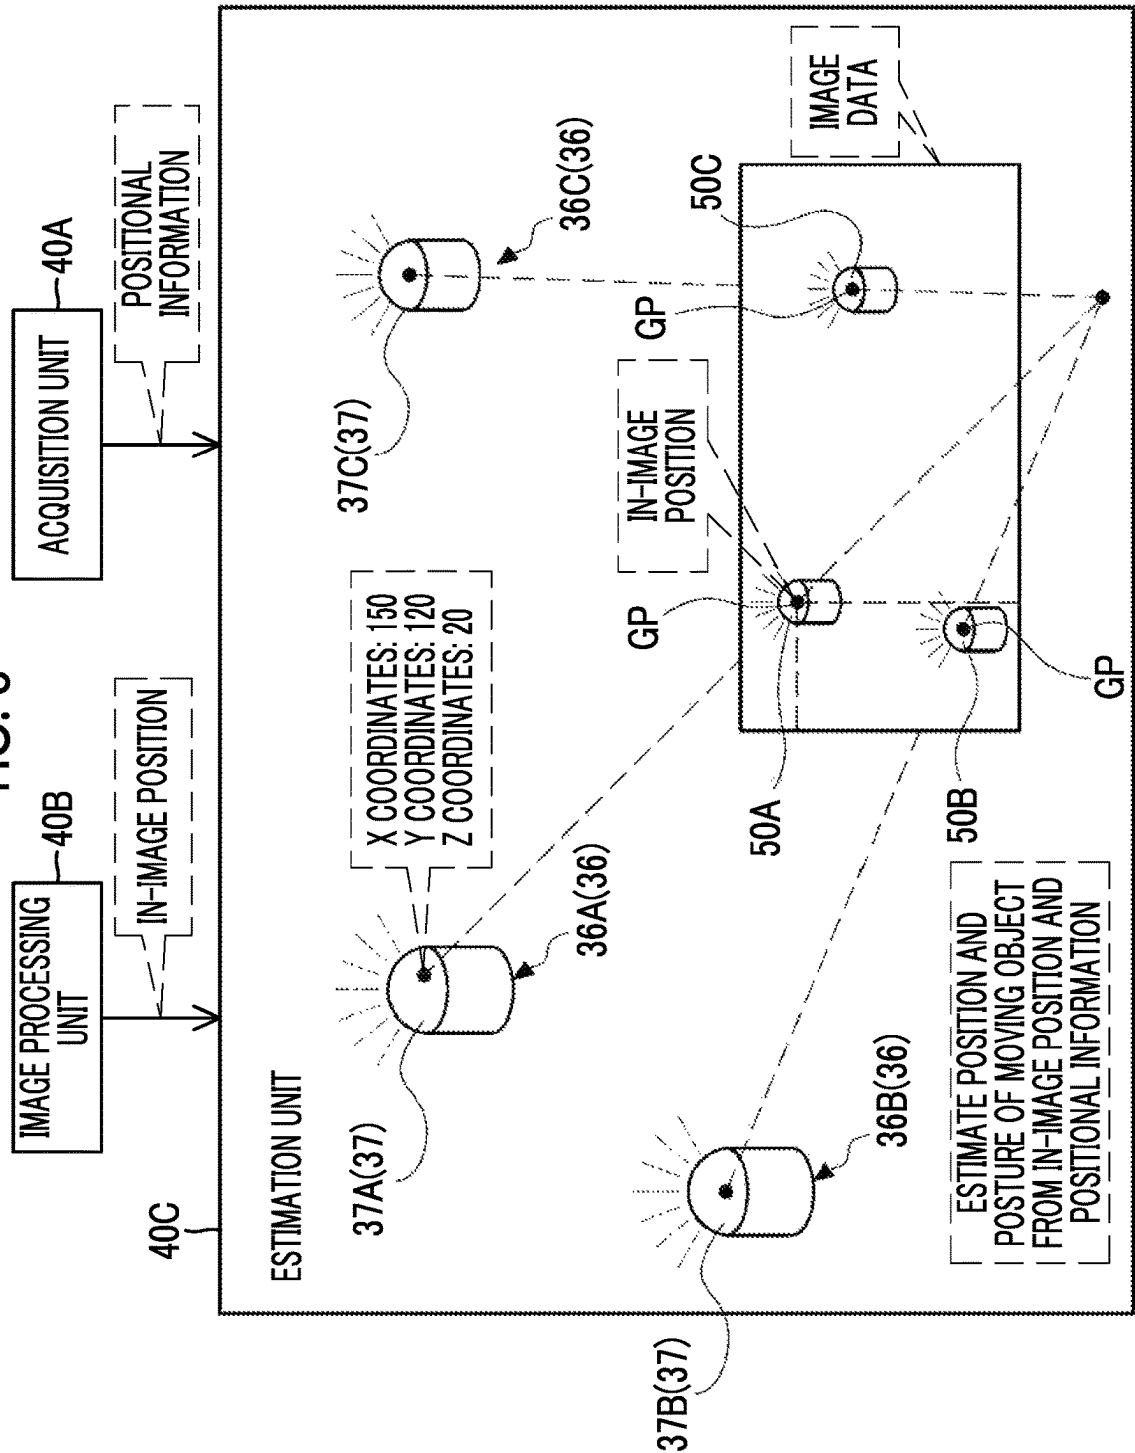 IMAGE PROCESSING
UNIT
40B
ACQUISITION UNIT
40A
IN-IMAGE POSITION
POSITIONAL
INFORMATION
40C
ESTIMATION UNIT
37A(37)
X COORDINATES: 150
Y COORDINATES: 120
Z COORDINATES: 20
37C(37)
36A(36)
36C(36)
37B(37)
36B(36)
GP
IN-IMAGE
POSITION
GP
50C
50A
IMAGE
DATA
50B
GP
ESTIMATE POSITION AND
POSTURE OF MOVING OBJECT
FROM IN-IMAGE POSITION AND
POSITIONAL INFORMATION